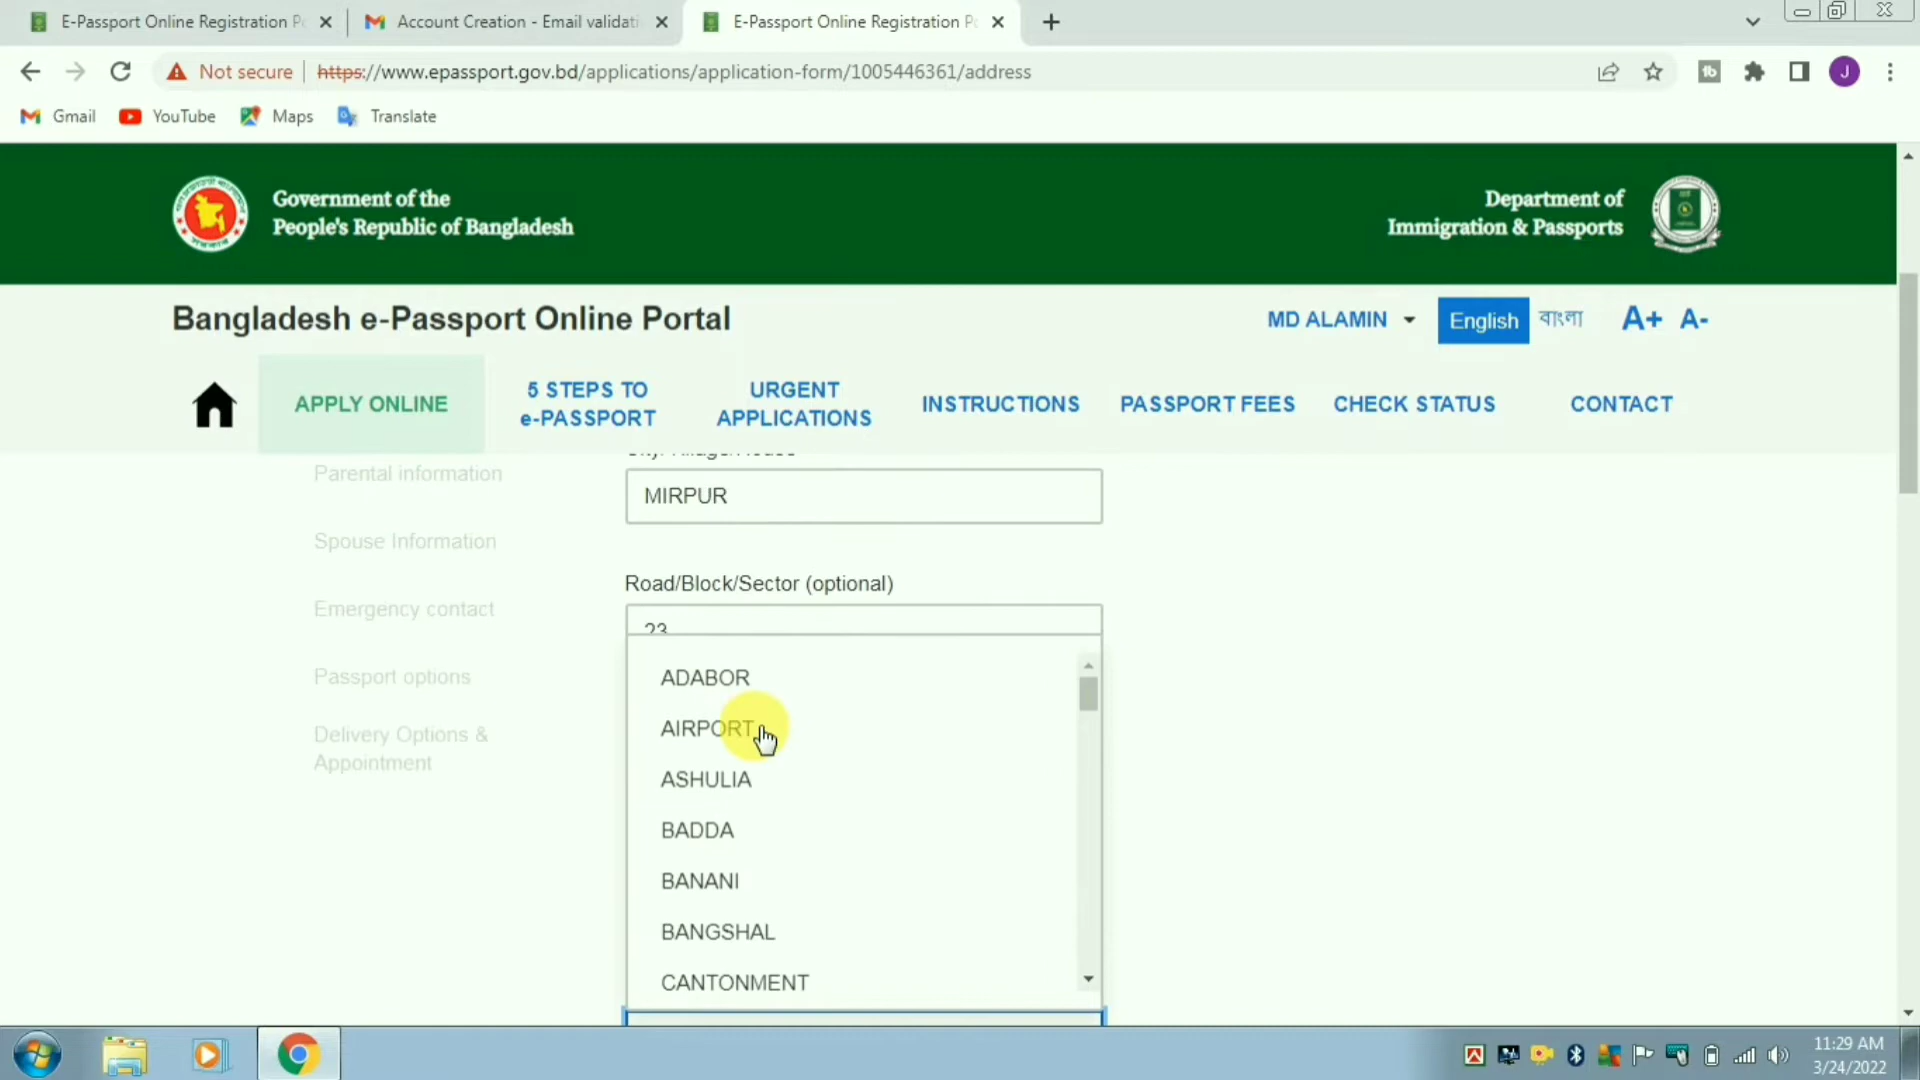 E-Passport Online Registration P
Account Creation - Email validati
E-Passport Online Registration P
Not secure
https://www.epassport.gov.bd/applications/application-form/1005446361/address
J
Gmail
YouTube
Maps
Translate
Government of the
People's Republic of Bangladesh
Department of
Immigration & Passports
Bangladesh e-Passport Online Portal
MD ALAMIN
English
বাংলা
A+ A-
APPLY ONLINE
5 STEPS TO
e-PASSPORT
URGENT
APPLICATIONS
INSTRUCTIONS
PASSPORT FEES
CHECK STATUS
CONTACT
Parental information
Spouse Information
Emergency contact
Passport options
Delivery Options &
Appointment
MIRPUR
Road/Block/Sector (optional)
23
ADABOR
AIRPORT
ASHULIA
BADDA
BANANI
BANGSHAL
CANTONMENT
11:29 AM
3/24/2022